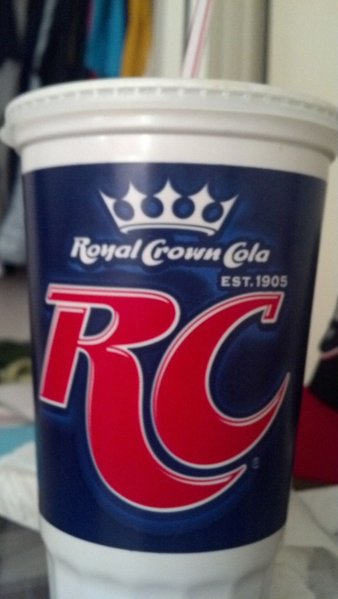 Royal Crown Cola
EST. 1905
RC
®